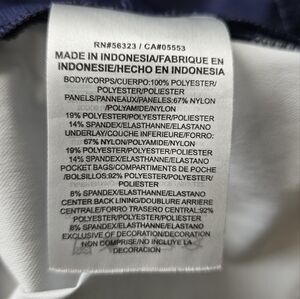 RN#56323 / CA#05553
MADE IN INDONESIA/FABRIQUE EN
INDONESIE/HECHO EN INDONESIA
BODY/CORPS/CUERPO:100% POLYESTER/
POLYESTER/POLIESTER
PANELS/PANNEAUX/PANELES:67% NYLON
/POLYAMIDE/NYLON
19% POLYESTER/POLYESTER/POLIESTER
14% SPANDEX/ELASTHANNE/ELASTANO
UNDERLAY/COUCHE INFERIEURE/FORRO:
67% NYLON/POLYAMIDE/NYLON
19% POLYESTER/POLYESTER/POLIESTER
14% SPANDEX/ELASTHANNE/ELASTANO
POCKET BAGS/COMPARTIMENTS DE POCHE
/BOLSILLOS:92% POLYESTER/POLYESTER/
POLIESTER
8% SPANDEX/ELASTHANNE/ELASTANO
CENTER BACK LINING/DOUBLURE ARRIERE
CENTRALE/FORRO TRASERO CENTRAL:92%
POLYESTER/POLYESTER/POLIESTER
8% SPANDEX/ELASTHANNE/ELASTANO
EXCLUSIVE OF DECORATION/DECORATION
NON COMPRISE/NO INCLUYE LA
DECORACION